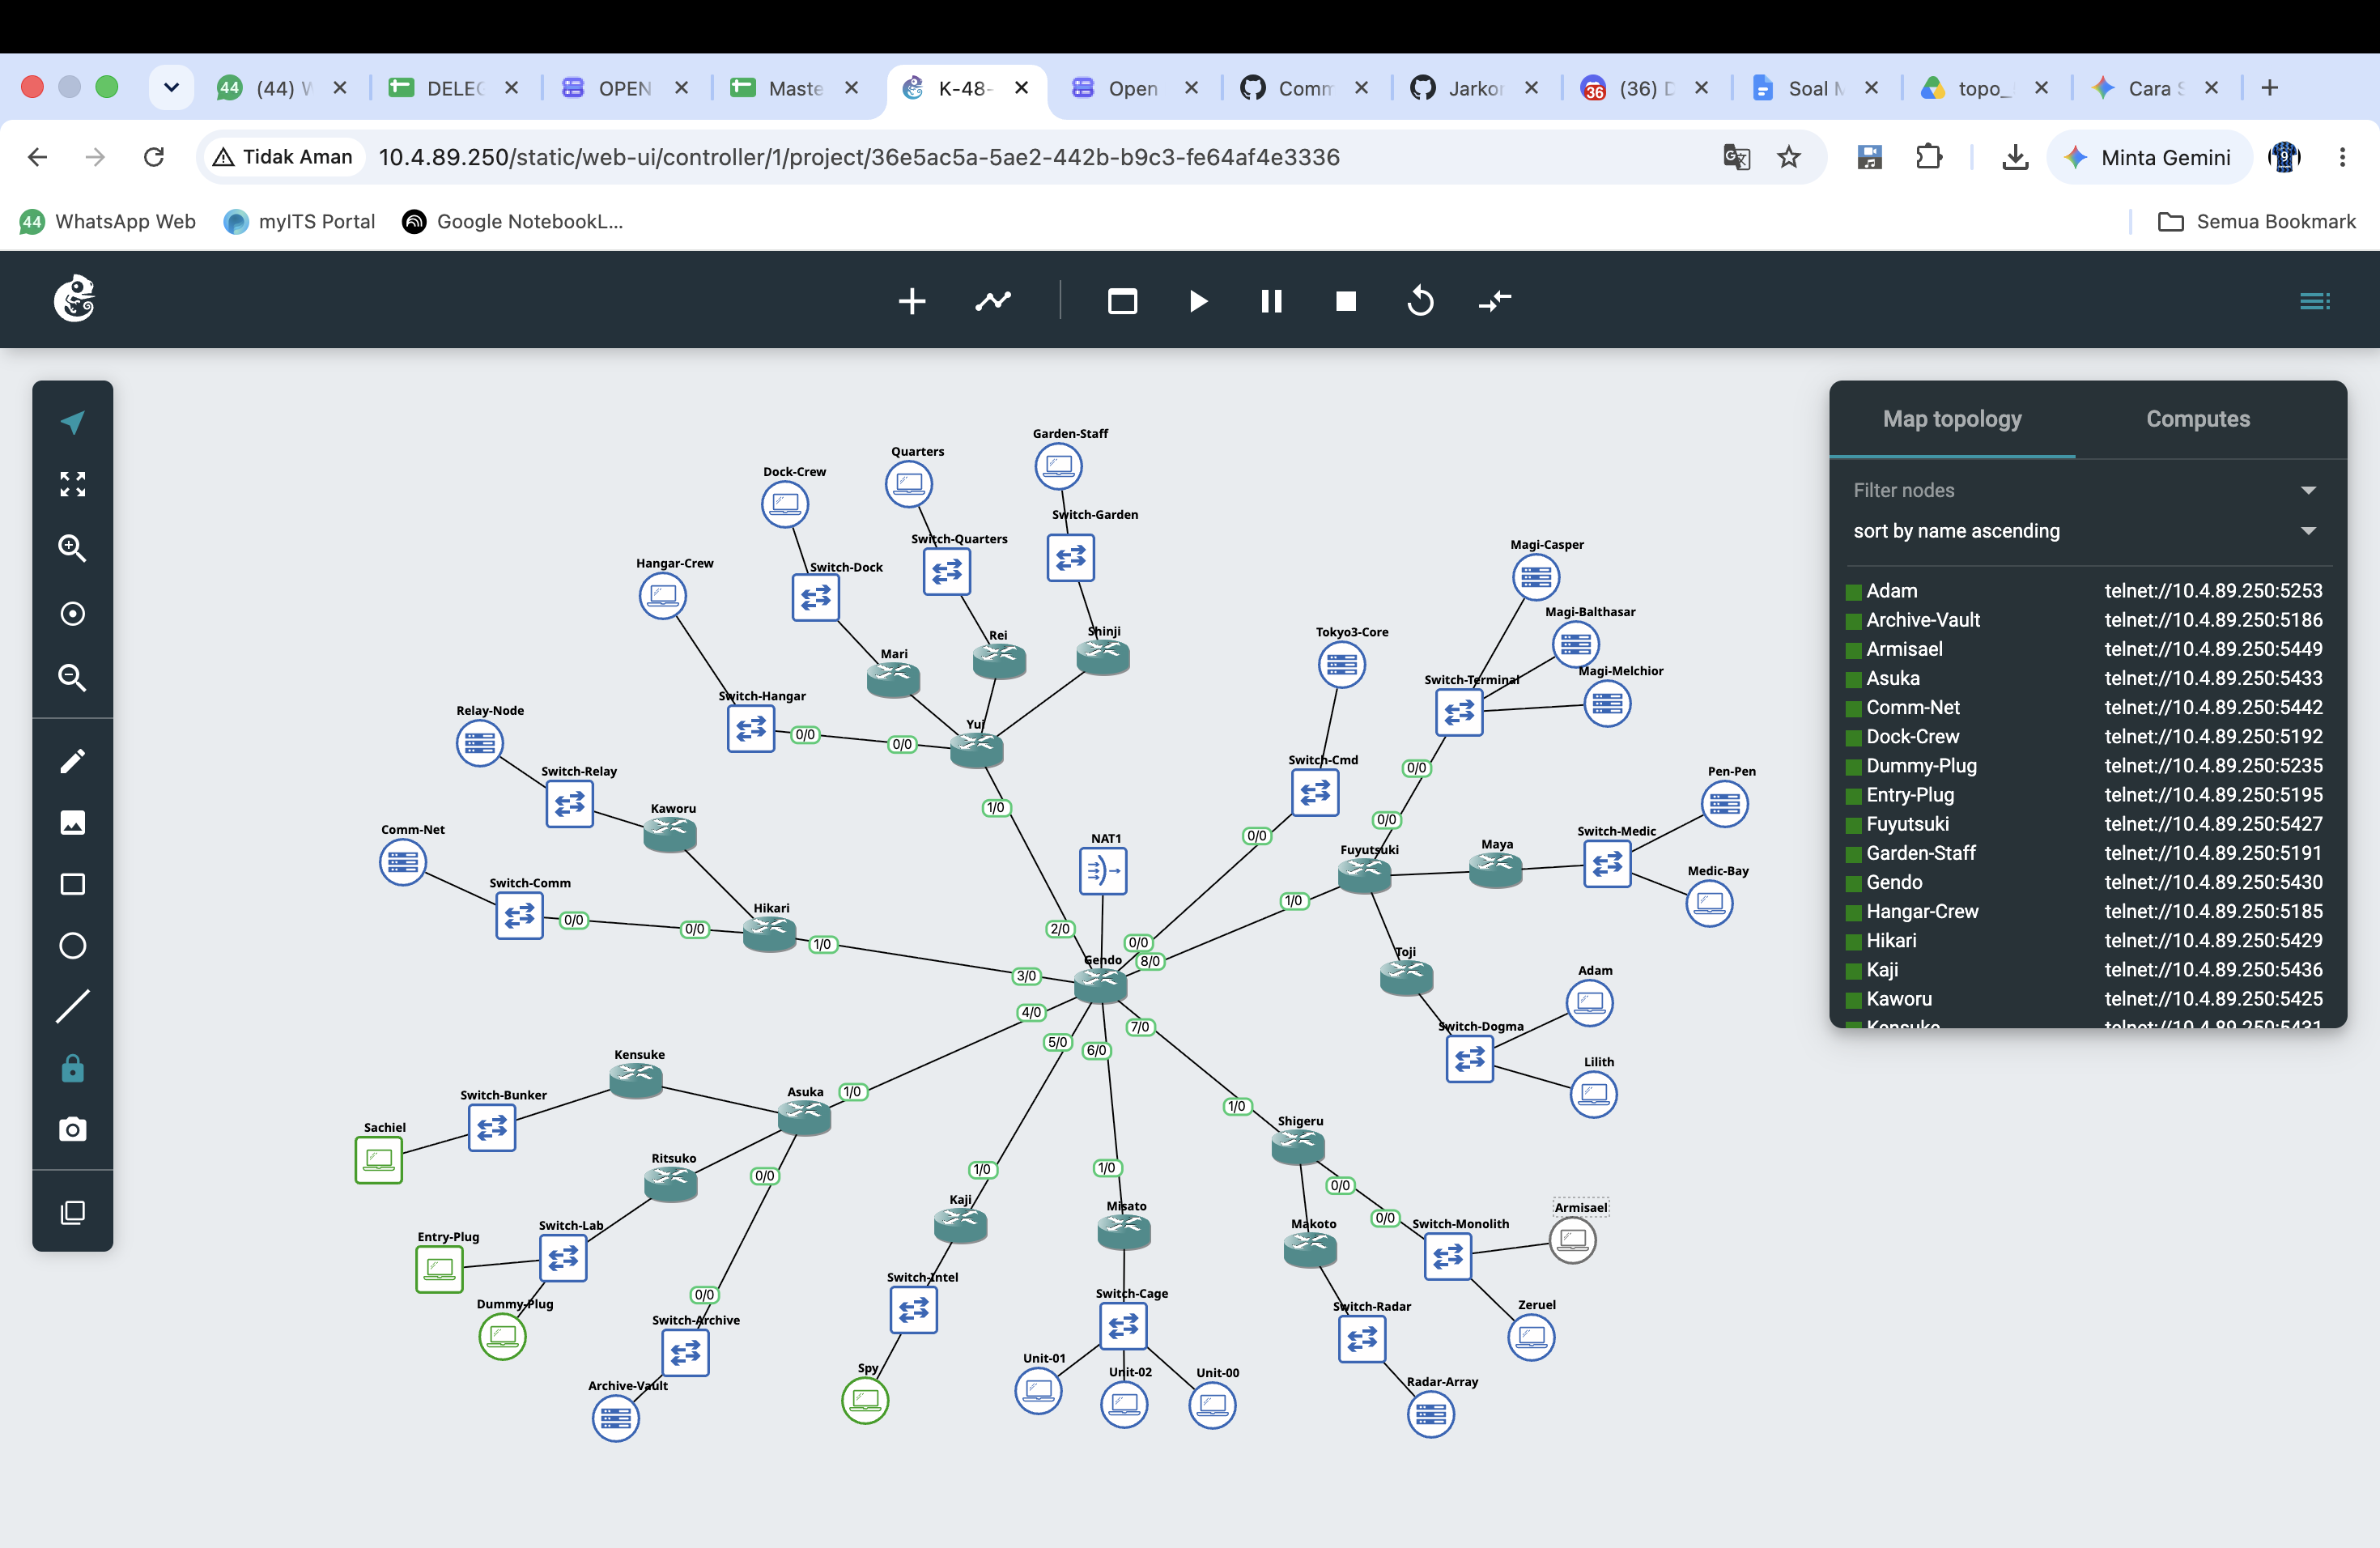 44 (44) W
DELEG
OPEN
Maste
K-48-
Open
Comm
Jarkor
36 (36) D
Soal M
topo_
Cara S
Tidak Aman
10.4.89.250/static/web-ui/controller/1/project/36e5ac5a-5ae2-442b-b9c3-fe64af4e3336
Minta Gemini
44 WhatsApp Web
myITS Portal
Google NotebookL...
Semua Bookmark
Map topology
Computes
Filter nodes
sort by name ascending
Adam telnet://10.4.89.250:5253
Archive-Vault telnet://10.4.89.250:5186
Armisael telnet://10.4.89.250:5449
Asuka telnet://10.4.89.250:5433
Comm-Net telnet://10.4.89.250:5442
Dock-Crew telnet://10.4.89.250:5192
Dummy-Plug telnet://10.4.89.250:5235
Entry-Plug telnet://10.4.89.250:5195
Fuyutsuki telnet://10.4.89.250:5427
Garden-Staff telnet://10.4.89.250:5191
Gendo telnet://10.4.89.250:5430
Hangar-Crew telnet://10.4.89.250:5185
Hikari telnet://10.4.89.250:5429
Kaji telnet://10.4.89.250:5436
Kaworu telnet://10.4.89.250:5425
Kensuke telnet://10.4.89.250:5431
Garden-Staff
Quarters
Dock-Crew
Switch-Garden
Switch-Quarters
Switch-Dock
Hangar-Crew
Shinji
Rei
Mari
Switch-Hangar
0/0
0/0
Yui
1/0
Relay-Node
Switch-Relay
Kaworu
Comm-Net
Switch-Comm
0/0
0/0
Hikari
1/0
NAT1
2/0
3/0
Gendo
0/0
8/0
4/0
5/0
6/0
7/0
Tokyo3-Core
Switch-Cmd
0/0
Magi-Casper
Magi-Balthasar
Magi-Melchior
Switch-Terminal
0/0
0/0
Fuyutsuki
1/0
Maya
Switch-Medic
Pen-Pen
Medic-Bay
Toji
Switch-Dogma
Adam
Lilith
Kensuke
Switch-Bunker
Sachiel
Asuka
1/0
Ritsuko
0/0
Switch-Lab
Entry-Plug
Dummy-Plug
0/0
Switch-Archive
Archive-Vault
1/0
Kaji
Switch-Intel
Spy
1/0
Misato
Switch-Cage
Unit-01
Unit-02
Unit-00
1/0
Shigeru
0/0
0/0
Makoto
Switch-Monolith
Armisael
Zeruel
Switch-Radar
Radar-Array